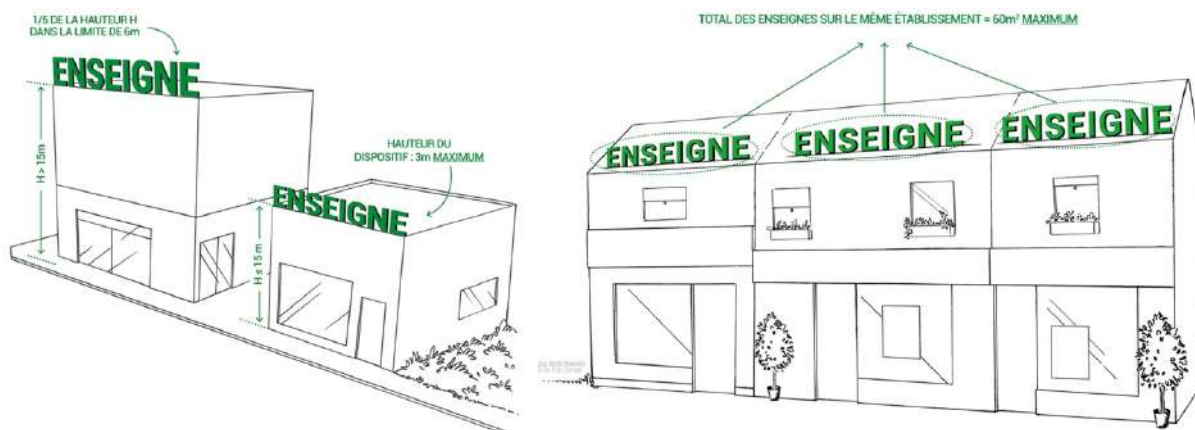 1/5 DE LA HAUTEUR H
DANS LA LIMITE DE 6m
ENSEIGNE
H > 15m
HAUTEUR DU
DISPOSITIF : 3m MAXIMUM
ENSEIGNE
H ≤ 15m
TOTAL DES ENSEIGNES SUR LE MÊME ÉTABLISSEMENT = 60m² MAXIMUM
ENSEIGNE
ENSEIGNE
ENSEIGNE